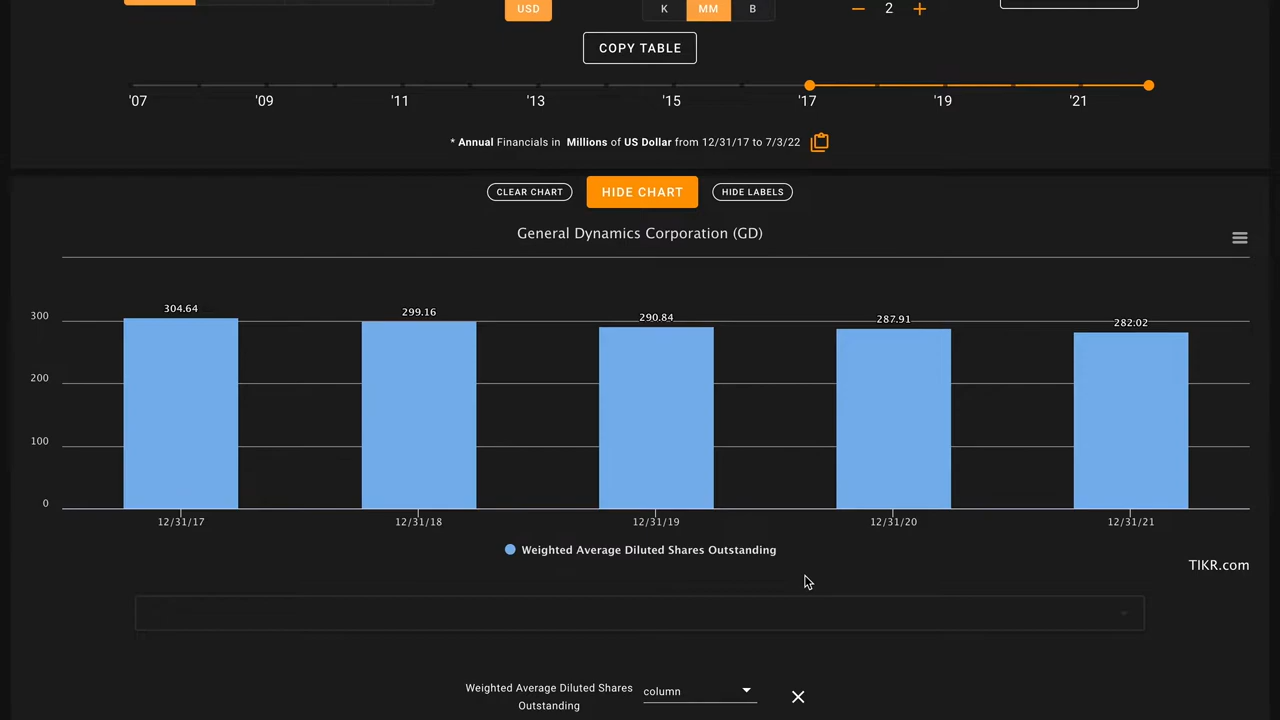 USD
K MM B
2
COPY TABLE
'07 '09 '11 '13 '15 '17 '19 '21
* Annual Financials in Millions of US Dollar from 12/31/17 to 7/3/22
CLEAR CHART HIDE CHART HIDE LABELS
General Dynamics Corporation (GD)
304.64 299.16 290.84 287.91 282.02
300
200
100
0
12/31/17 12/31/18 12/31/19 12/31/20 12/31/21
Weighted Average Diluted Shares Outstanding
TIKR.com
Weighted Average Diluted Shares
Outstanding
column